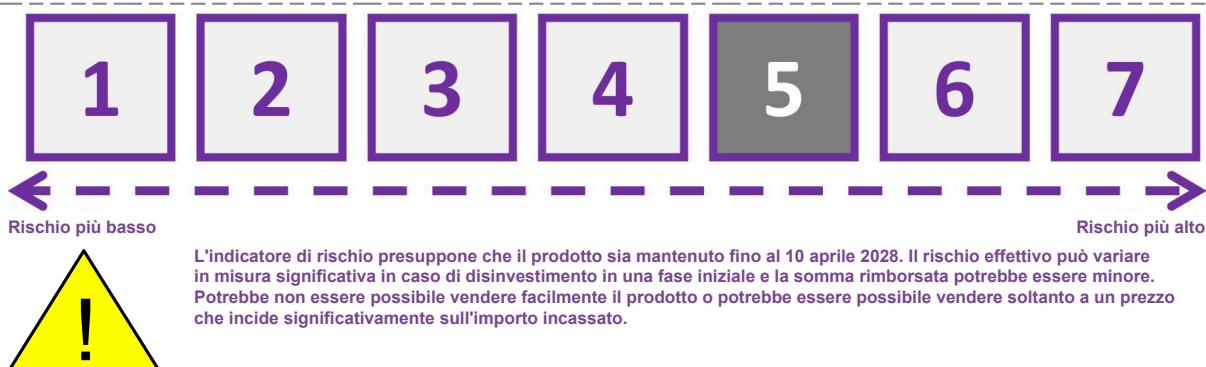 1 2 3 4 5 6 7
Rischio più basso Rischio più alto
L'indicatore di rischio presuppone che il prodotto sia mantenuto fino al 10 aprile 2028. Il rischio effettivo può variare
in misura significativa in caso di disinvestimento in una fase iniziale e la somma rimborsata potrebbe essere minore.
Potrebbe non essere possibile vendere facilmente il prodotto o potrebbe essere possibile vendere soltanto a un prezzo
che incide significativamente sull'importo incassato.
!